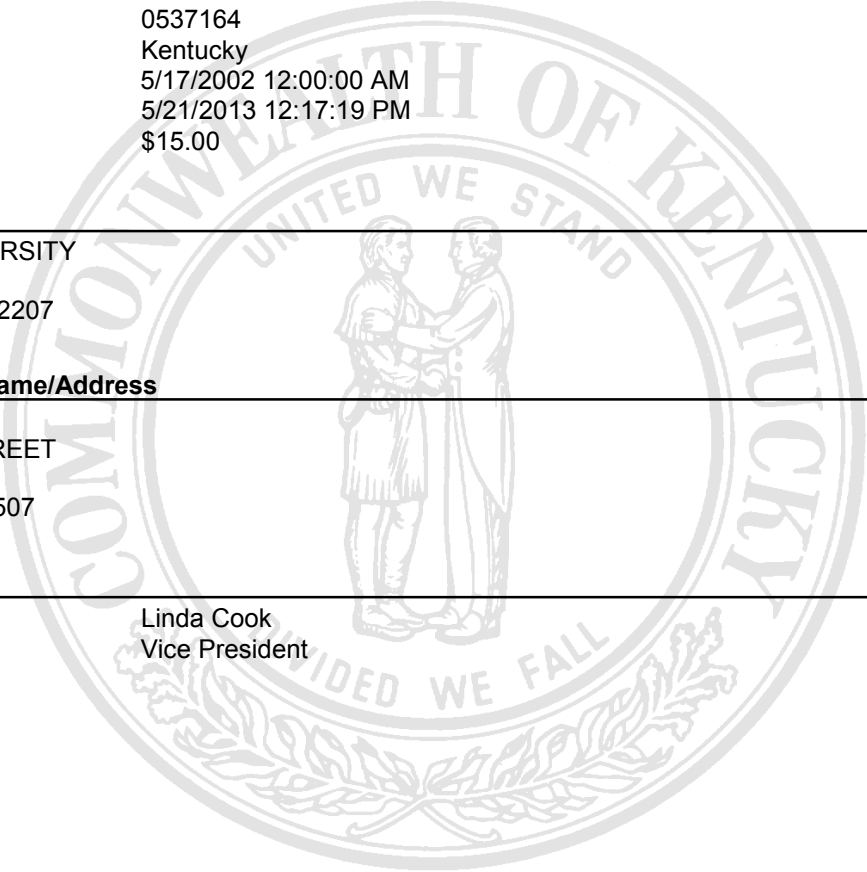 0537164
Kentucky
5/17/2002 12:00:00 AM
5/21/2013 12:17:19 PM
$15.00
COMMONWEALTH OF KENTUCKY
UNITED WE STAND
RSITY
2207
ame/Address
REET
507
Linda Cook
Vice President
DIVIDED WE FALL